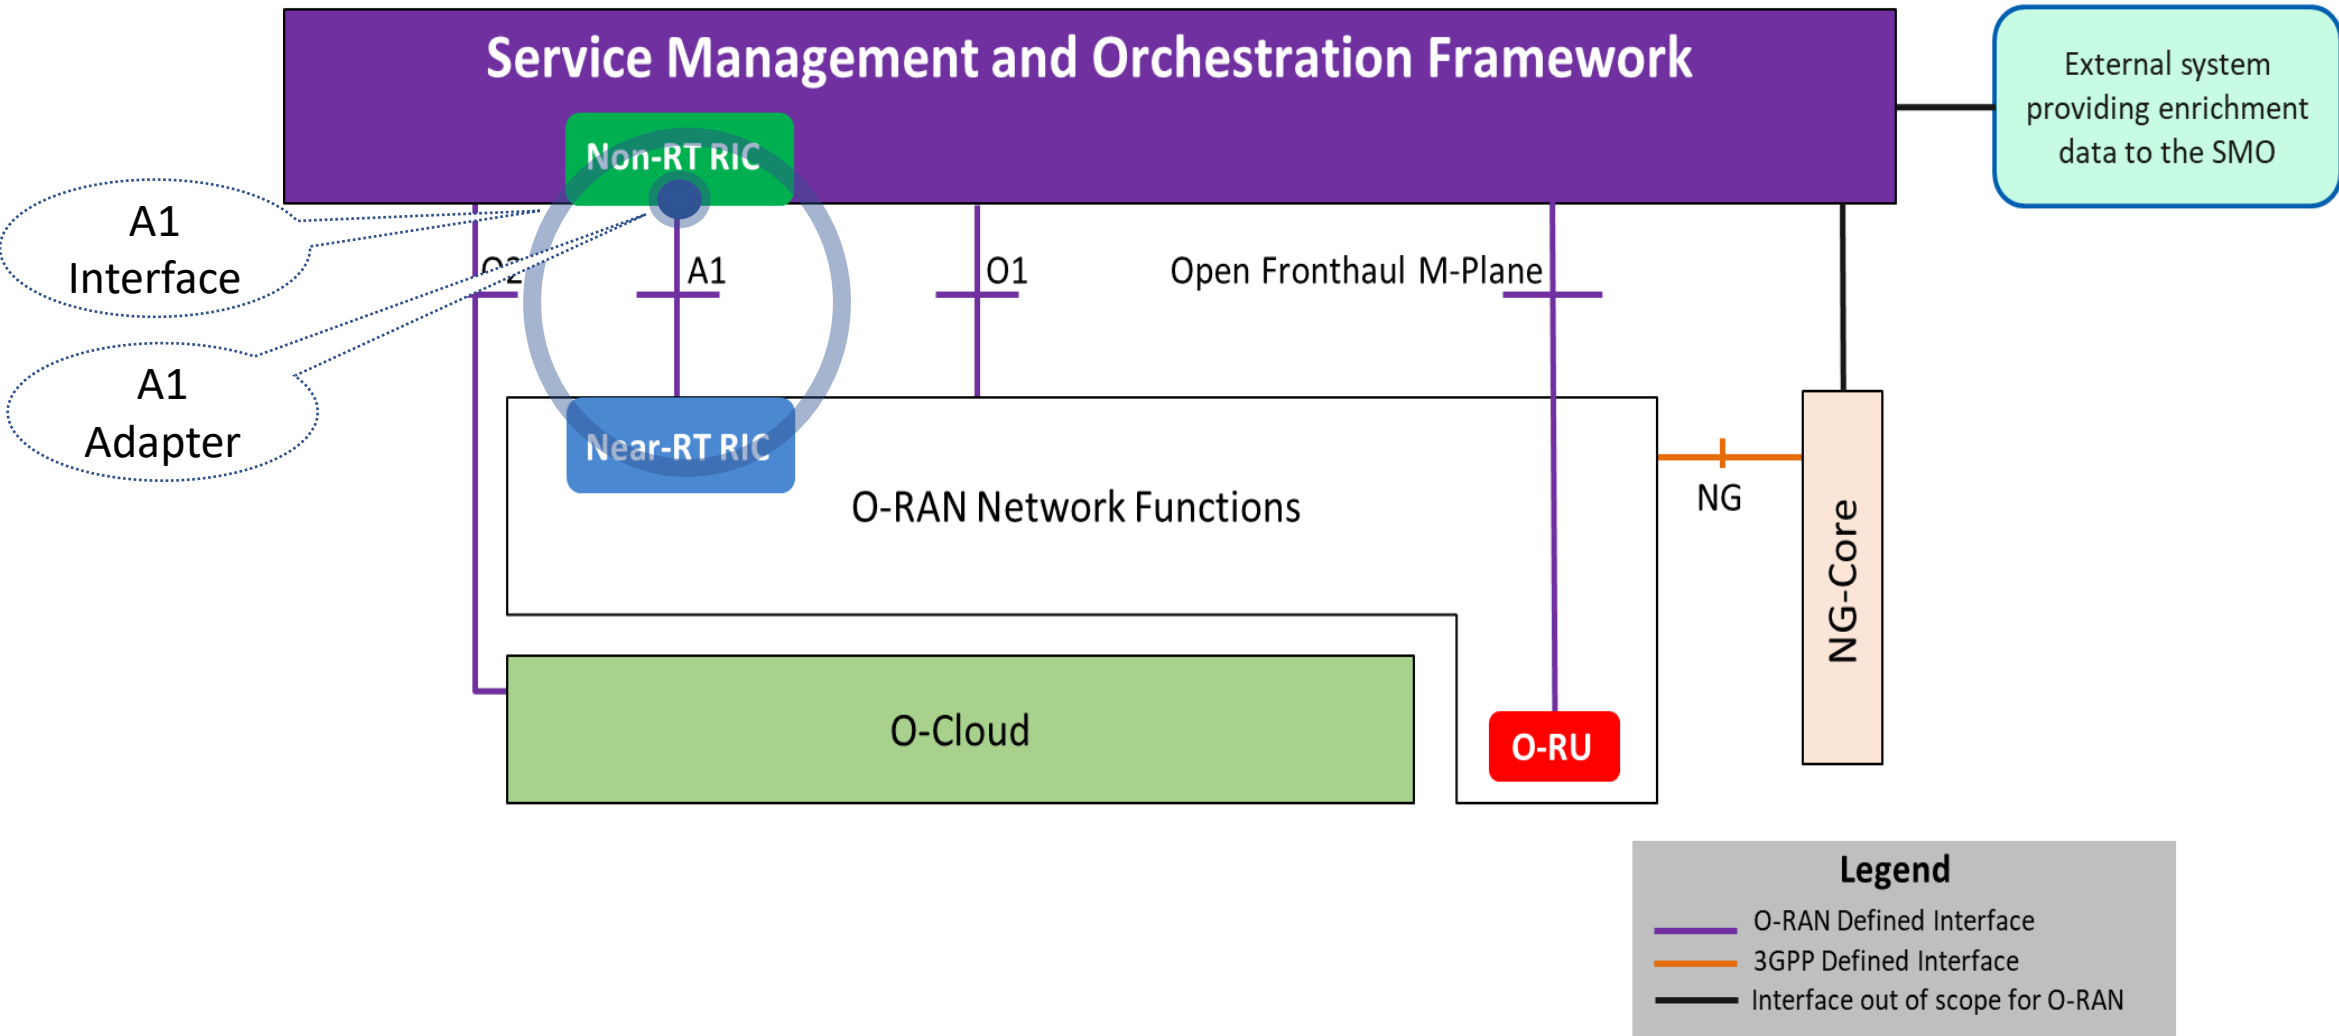 Service Management and Orchestration Framework
External system
providing enrichment
data to the SMO
Non-RT RIC
A1
Interface
O2
A1
O1
Open Fronthaul M-Plane
A1
Adapter
Near-RT RIC
O-RAN Network Functions
NG
NG-Core
O-Cloud
O-RU
Legend
O-RAN Defined Interface
3GPP Defined Interface
Interface out of scope for O-RAN